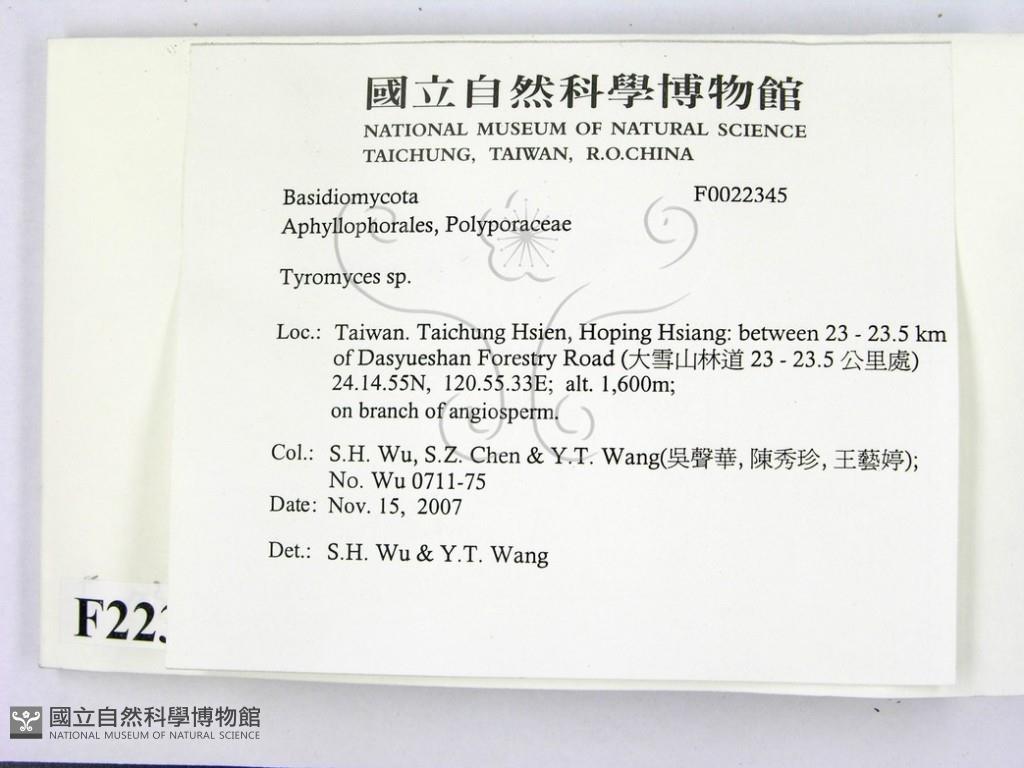 國立自然科學博物館
NATIONAL MUSEUM OF NATURAL SCIENCE
TAICHUNG, TAIWAN, R.O.CHINA
Basidiomycota F0022345
Aphyllophorales, Polyporaceae
Tyromyces sp.
Loc.: Taiwan. Taichung Hsien, Hoping Hsiang: between 23 - 23.5 km
of Dasyueshan Forestry Road (大雪山林道 23 - 23.5 公里處)
24.14.55N, 120.55.33E; alt. 1,600m;
on branch of angiosperm.
Col.: S.H. Wu, S.Z. Chen & Y.T. Wang(吳聲華, 陳秀珍, 王藝婷);
No. Wu 0711-75
Date: Nov. 15, 2007
Det.: S.H. Wu & Y.T. Wang
F223
國立自然科學博物館
NATIONAL MUSEUM OF NATURAL SCIENCE